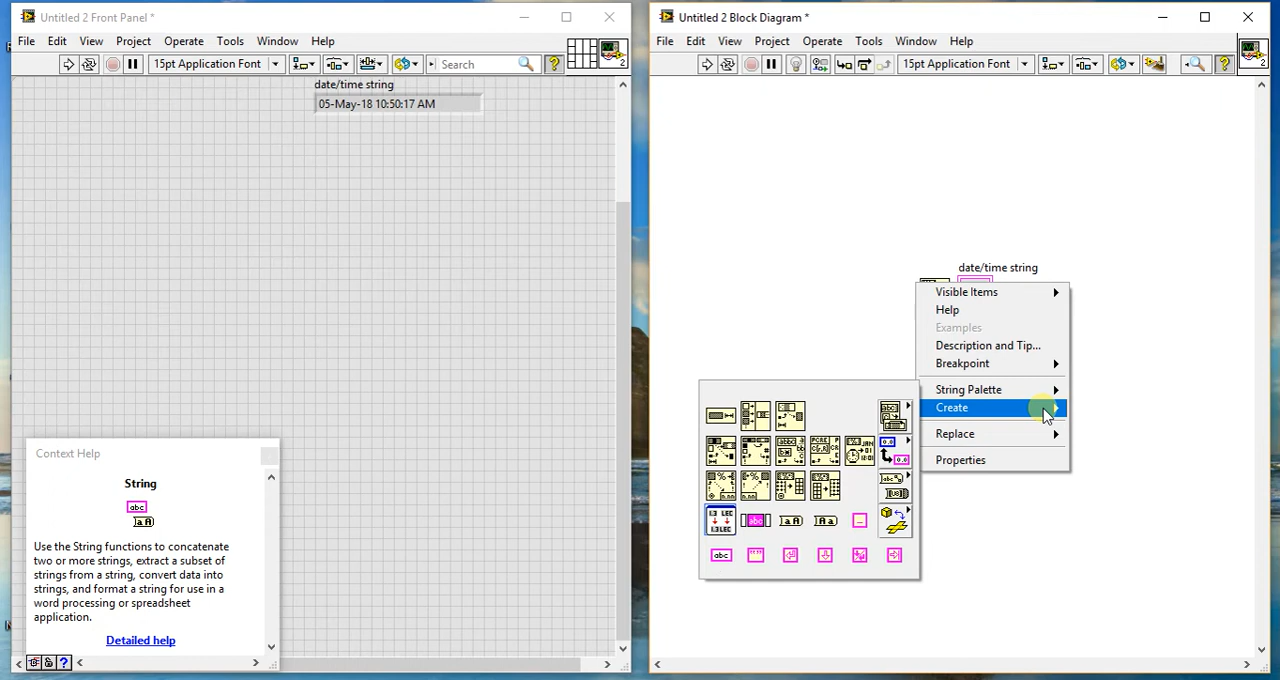 Untitled 2 Front Panel *
File Edit View Project Operate Tools Window Help
15pt Application Font Search
date/time string
05-May-18 10:50:17 AM
Context Help
String
abc
Use the String functions to concatenate
two or more strings, extract a subset of
strings from a string, convert data into
strings, and format a string for use in a
word processing or spreadsheet
application.
Detailed help
Untitled 2 Block Diagram *
File Edit View Project Operate Tools Window Help
15pt Application Font
date/time string
Visible Items
Help
Examples
Description and Tip...
Breakpoint
String Palette
Create
Replace
Properties